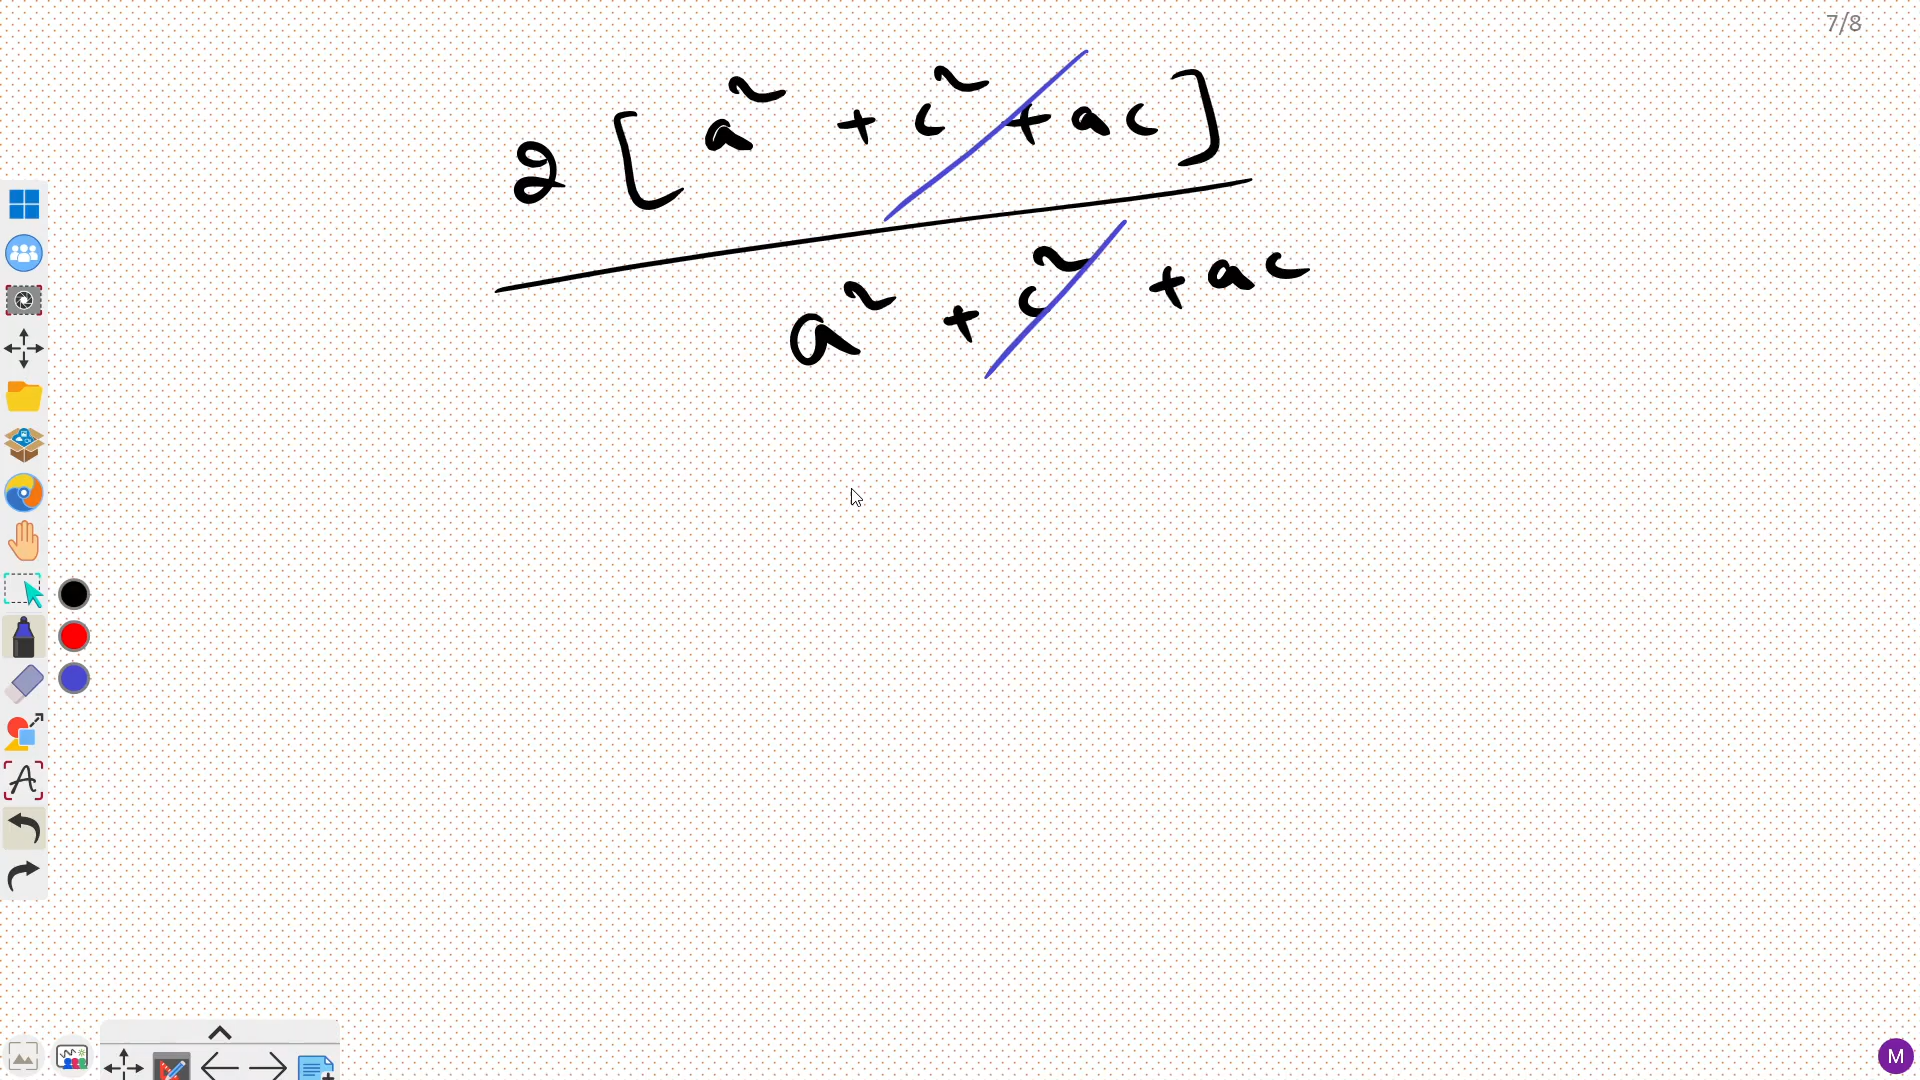 7/8
2 [ a² + c² + ac ]
a² + c² + ac
M